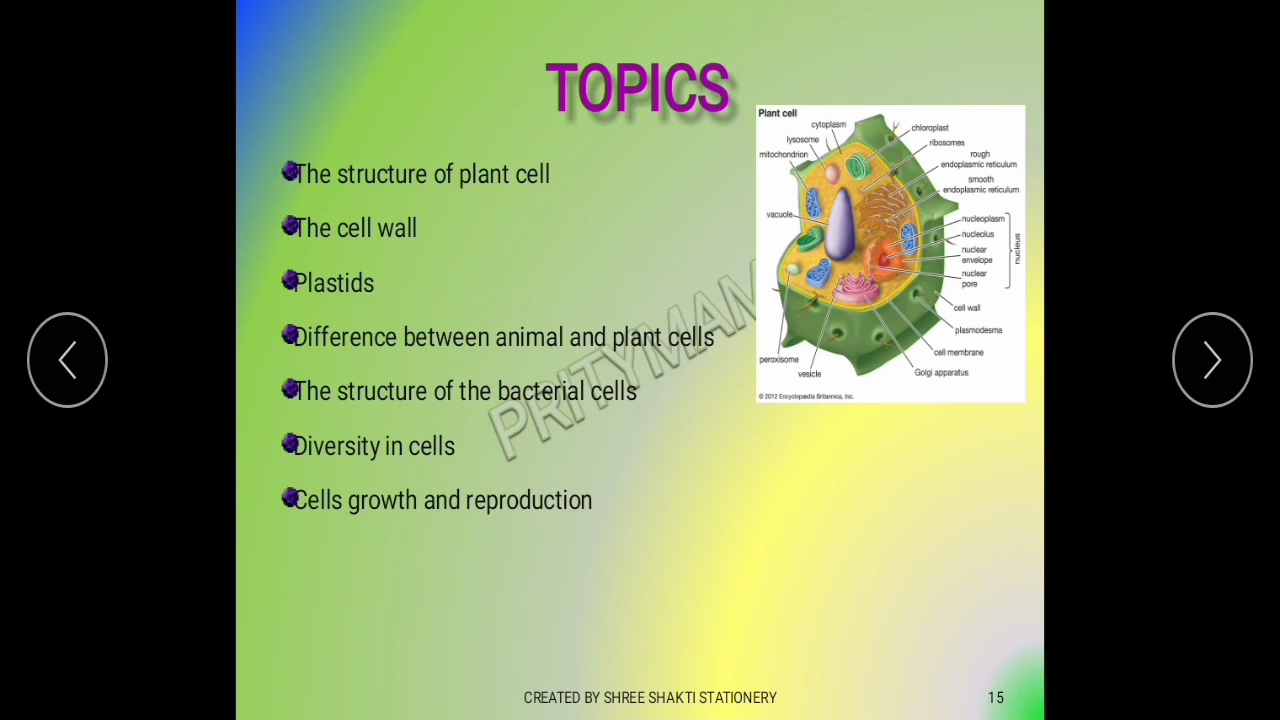 TOPICS
The structure of plant cell
The cell wall
Plastids
Difference between animal and plant cells
The structure of the bacterial cells
Diversity in cells
Cells growth and reproduction
PRITYMAM
Plant cell
cytoplasm
lysosome
mitochondrion
vacuole
peroxisome
vesicle
chloroplast
ribosomes
rough
endoplasmic reticulum
smooth
endoplasmic reticulum
nucleoplasm
nucleolus
nuclear
envelope
nuclear
pore
nucleus
cell wall
plasmodesma
cell membrane
Golgi apparatus
© 2012 Encyclopædia Britannica, Inc.
CREATED BY SHREE SHAKTI STATIONERY
15